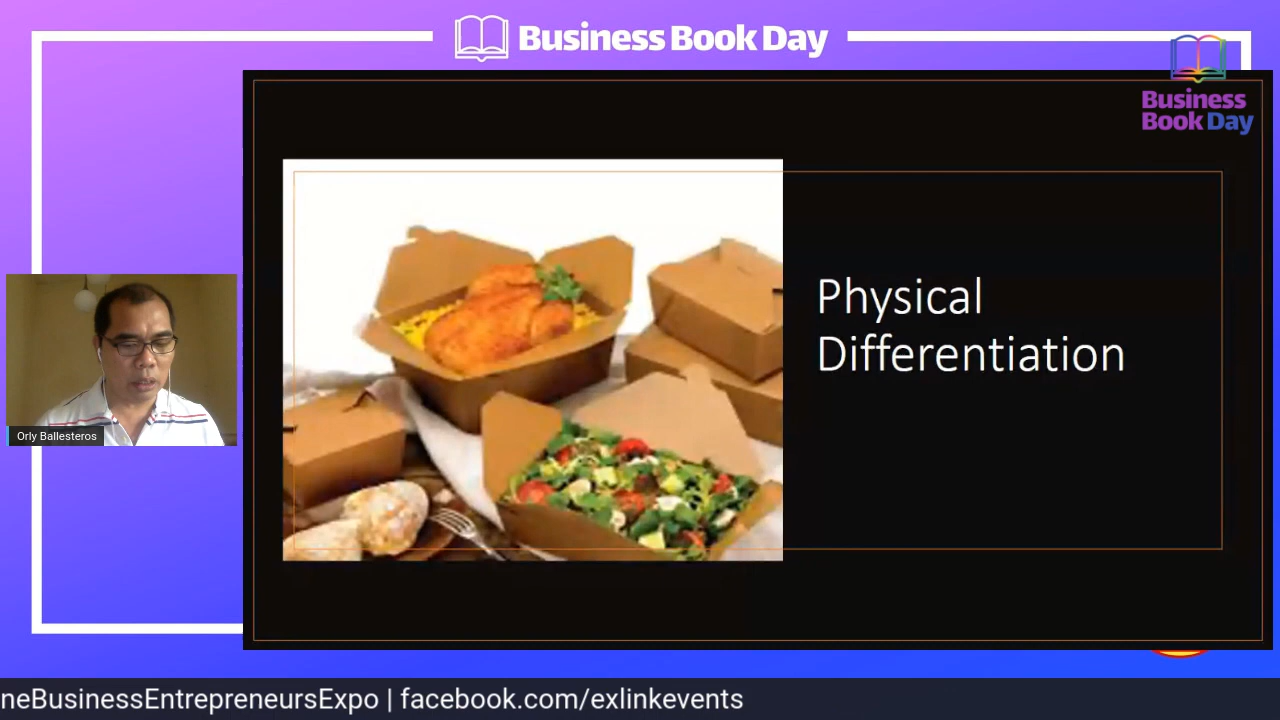 Business Book Day
Business
Book Day
Physical
Differentiation
Orly Ballesteros
neBusinessEntrepreneursExpo | facebook.com/exlinkevents